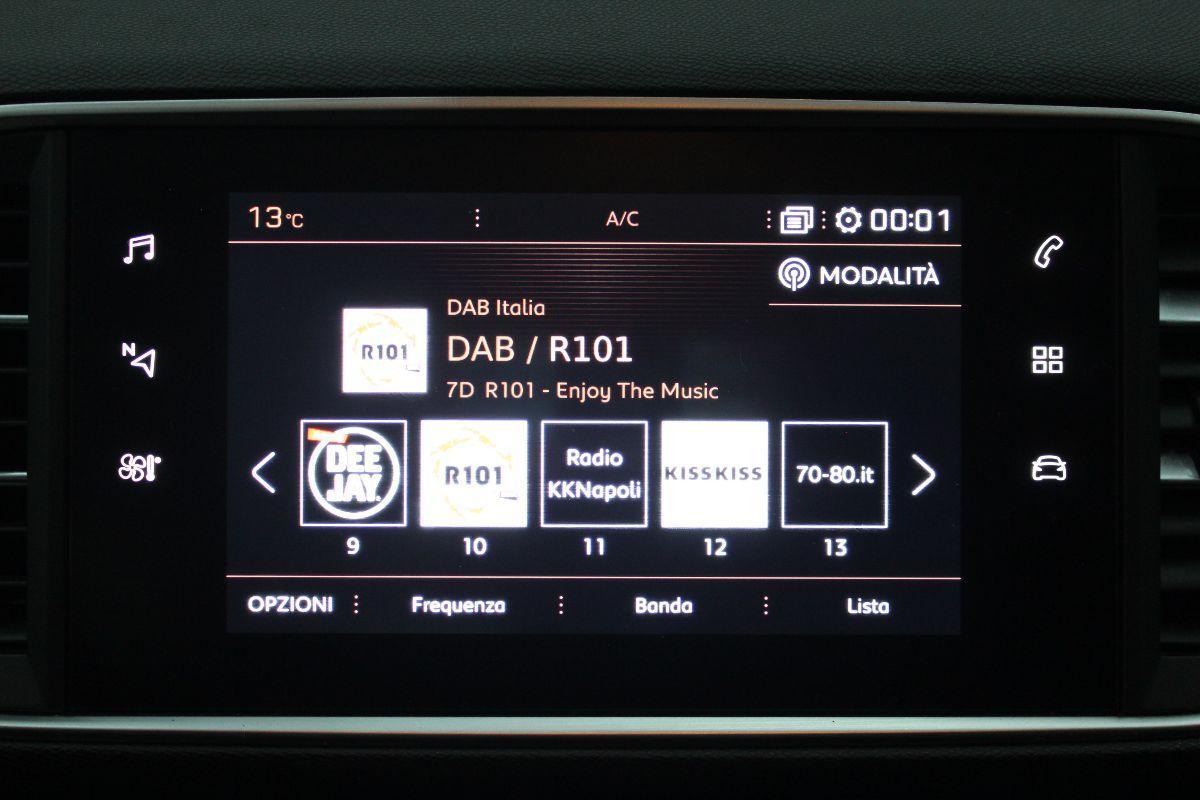 13°C
A/C
00:01
MODALITÀ
DAB Italia
DAB / R101
7D R101 - Enjoy The Music
R101
N
DEE
JAY
R101
Radio
KKNapoli
KISSKISS
70-80.it
9
10
11
12
13
OPZIONI
Frequenza
Banda
Lista